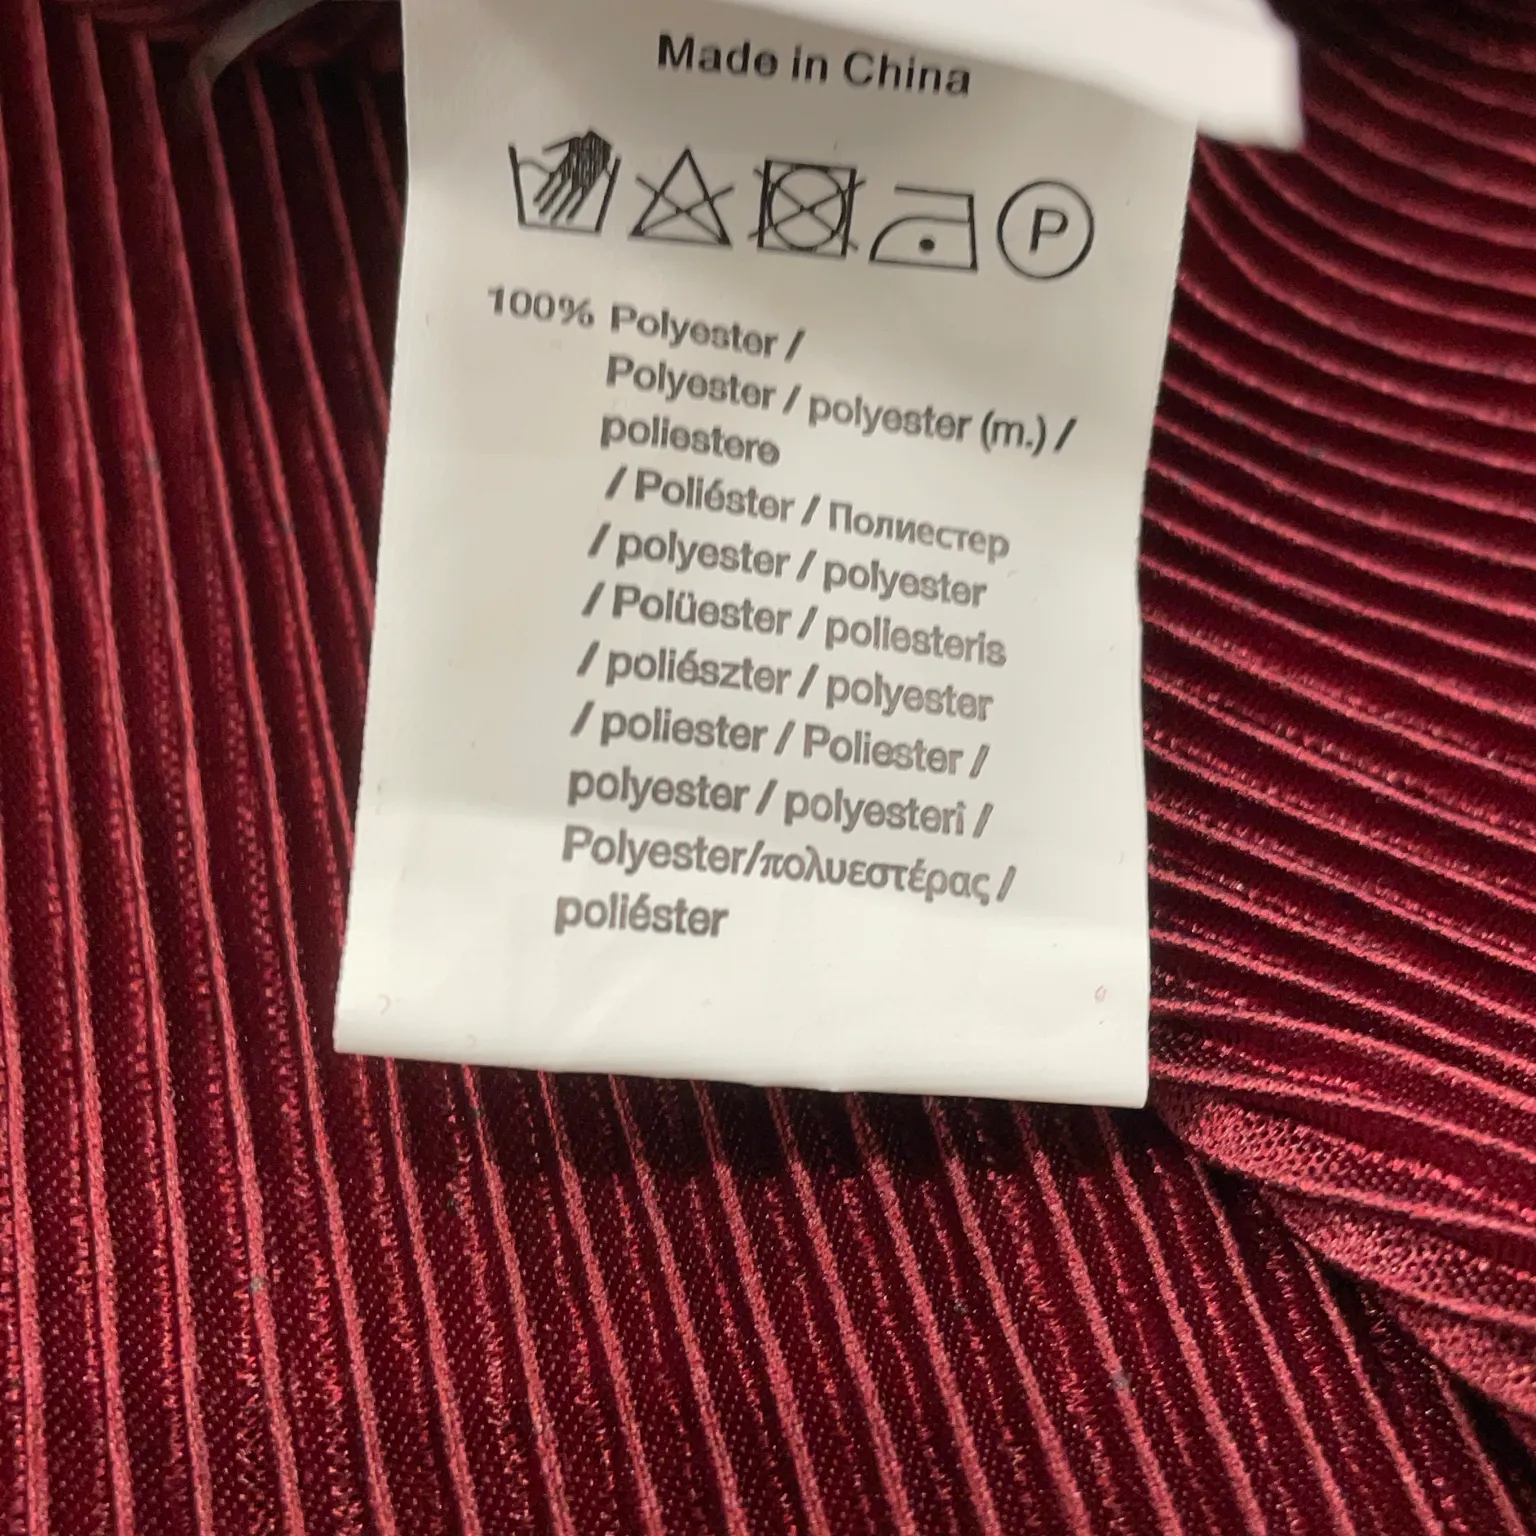 Made in China
P
100% Polyester /
Polyester / polyester (m.) /
poliestere
/ Poliéster / Полиестер
/ polyester / polyester
/ Polüester / poliesteris
/ poliészter / polyester
/ poliester / Poliester /
polyester / polyesteri /
Polyester/πολυεστέρας /
poliéster